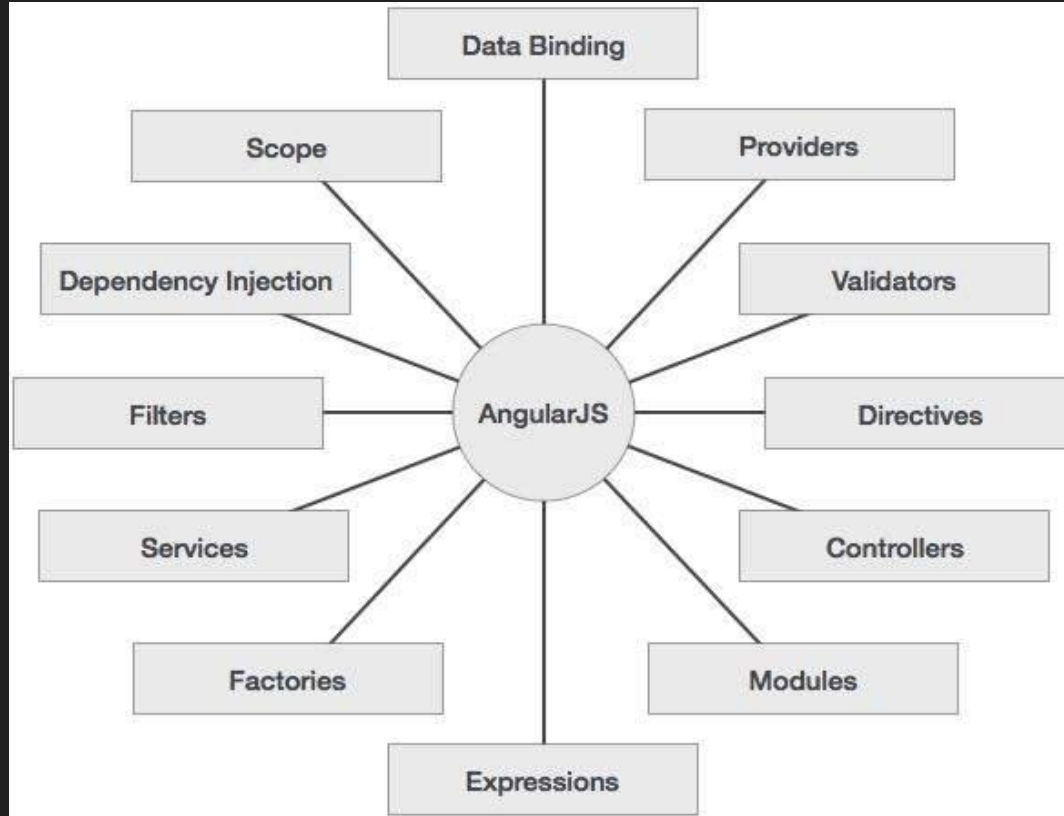 Data Binding
Scope
Providers
Dependency Injection
Validators
Filters
AngularJS
Directives
Services
Controllers
Factories
Modules
Expressions